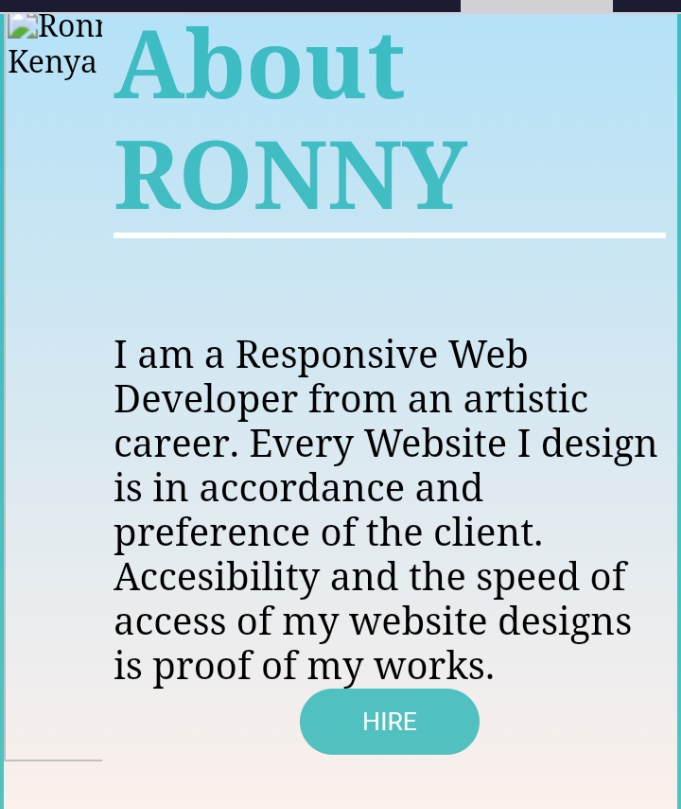 Kenya
About
RONNY
I am a Responsive Web
Developer from an artistic
career. Every Website I design
is in accordance and
preference of the client.
Accesibility and the speed of
access of my website designs
is proof of my works.
HIRE